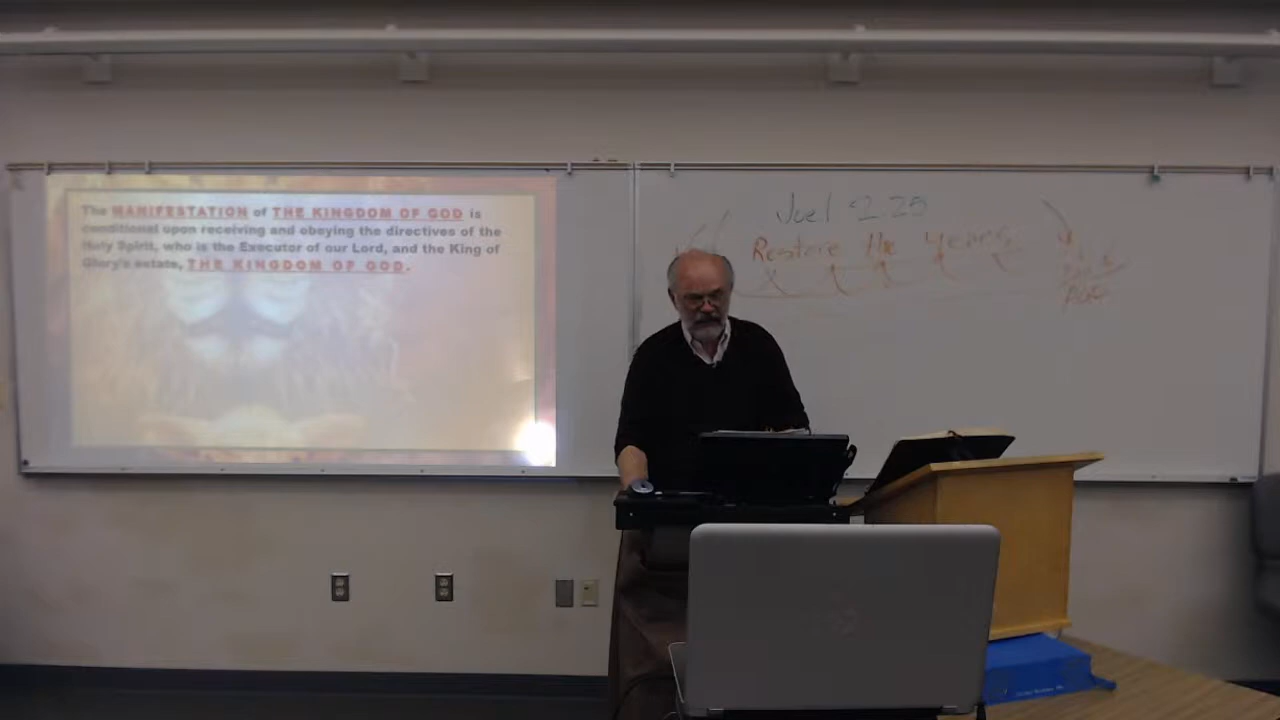 The MANIFESTATION of THE KINGDOM OF GOD is
conditional upon receiving and obeying the directives of the
Holy Spirit, who is the Executor of our Lord, and the King of
Glory's estate, THE KINGDOM OF GOD.
Joel 2.25
Restore the years